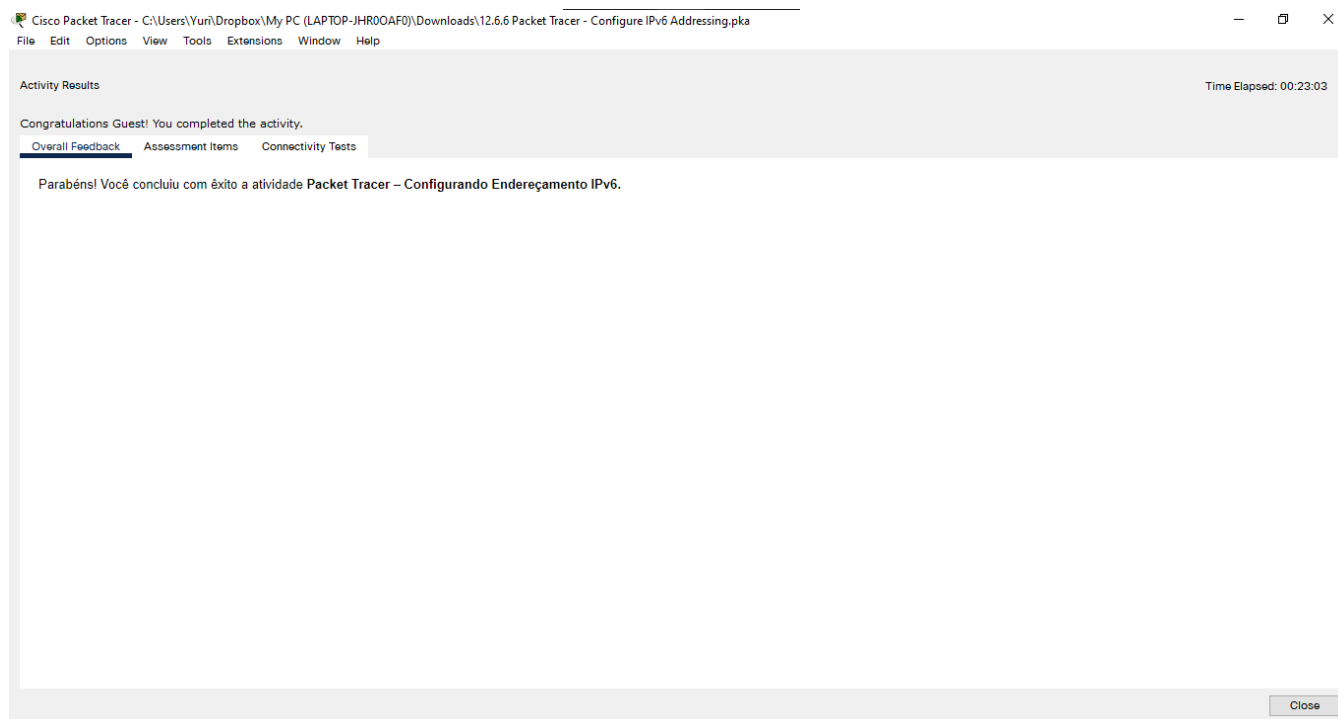 Cisco Packet Tracer - C:\Users\Yuri\Dropbox\My PC (LAPTOP-JHR0OAF0)\Downloads\12.6.6 Packet Tracer - Configure IPv6 Addressing.pka
File Edit Options View Tools Extensions Window Help
Activity Results Time Elapsed: 00:23:03
Congratulations Guest! You completed the activity.
Overall Feedback Assessment Items Connectivity Tests
Parabéns! Você concluiu com êxito a atividade Packet Tracer – Configurando Endereçamento IPv6.
Close